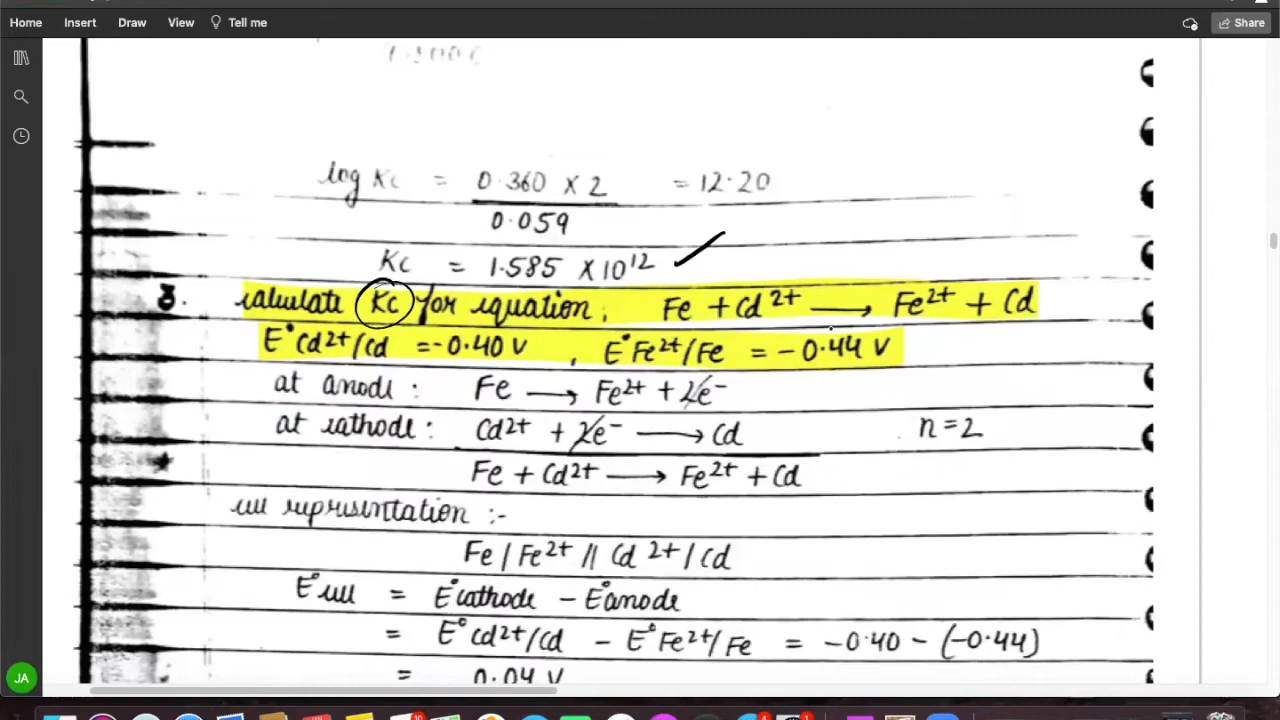 Home Insert Draw View Tell me
Share
log Kc = 0.360 × 2 = 12.20
0.059
Kc = 1.585 × 10^12
3. calculate Kc for equation: Fe + Cd2+ → Fe2+ + Cd
E°Cd2+/Cd = -0.40 V , E°Fe2+/Fe = -0.44 V
at anode : Fe → Fe2+ + 2e-
at cathode : Cd2+ + 2e- → Cd n=2
Fe + Cd2+ → Fe2+ + Cd
cell representation :-
Fe / Fe2+ // Cd 2+ / Cd
E°cell = E°cathode - E°anode
= E°Cd2+/Cd - E°Fe2+/Fe = -0.40 - (-0.44)
= 0.04 V
JA